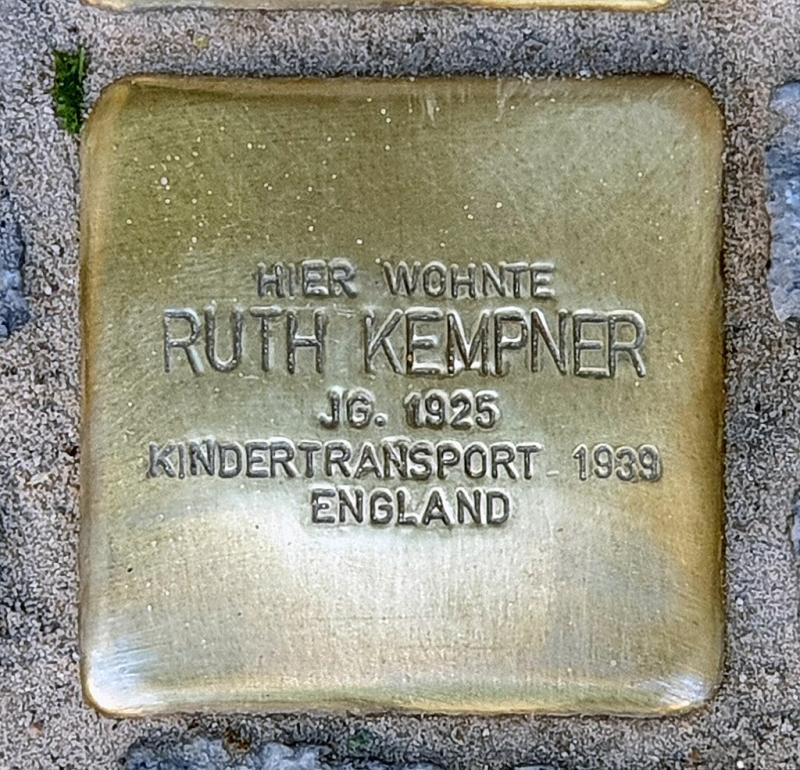 HIER WOHNTE
RUTH KEMPNER
JG. 1925
KINDERTRANSPORT 1939
ENGLAND